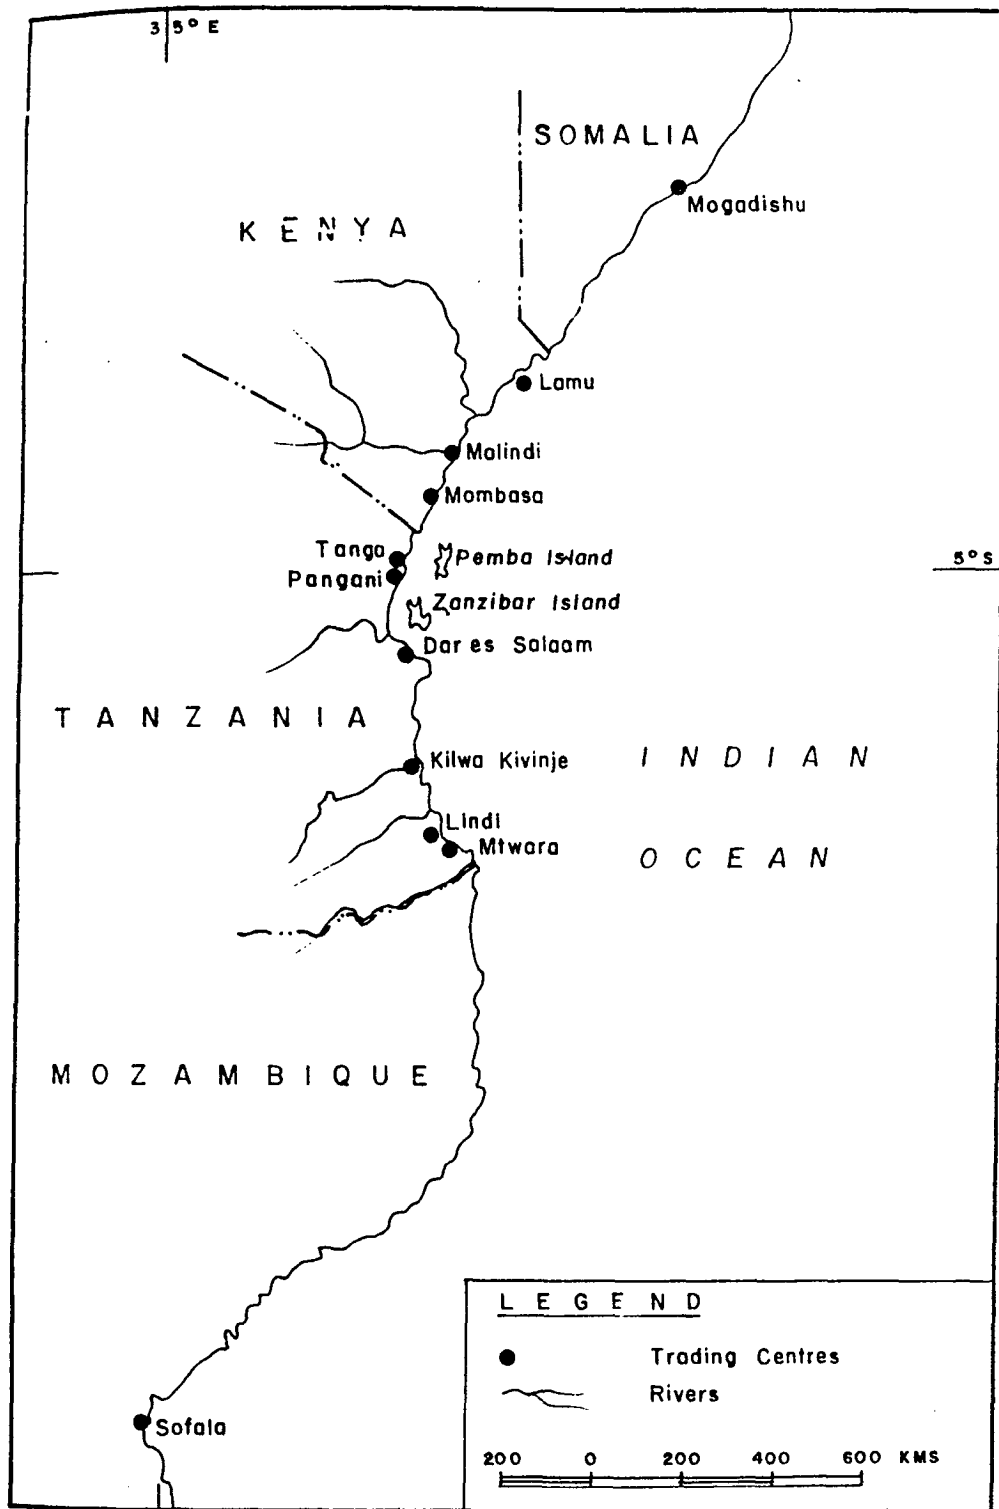 35° E
SOMALIA
Mogadishu
KENYA
Lamu
Malindi
Mombasa
Tanga
Pemba Island
5° S
Pangani
Zanzibar Island
Dar es Salaam
TANZANIA
INDIAN
Kilwa Kivinje
Lindi
Mtwara
OCEAN
MOZAMBIQUE
LEGEND
Trading Centres
Rivers
Sofala
200 0 200 400 600 KMS